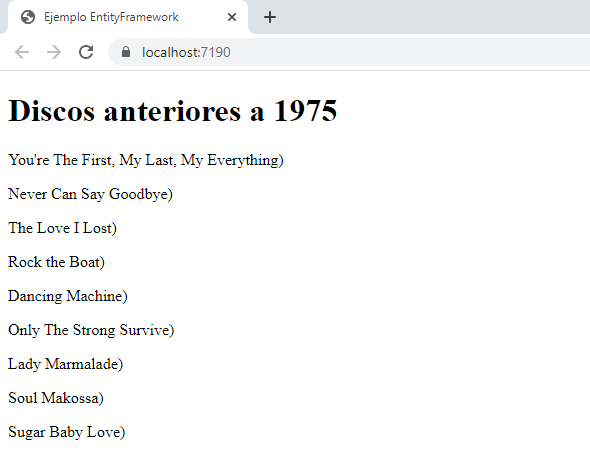 Ejemplo EntityFramework
localhost:7190
Discos anteriores a 1975
You're The First, My Last, My Everything)
Never Can Say Goodbye)
The Love I Lost)
Rock the Boat)
Dancing Machine)
Only The Strong Survive)
Lady Marmalade)
Soul Makossa)
Sugar Baby Love)